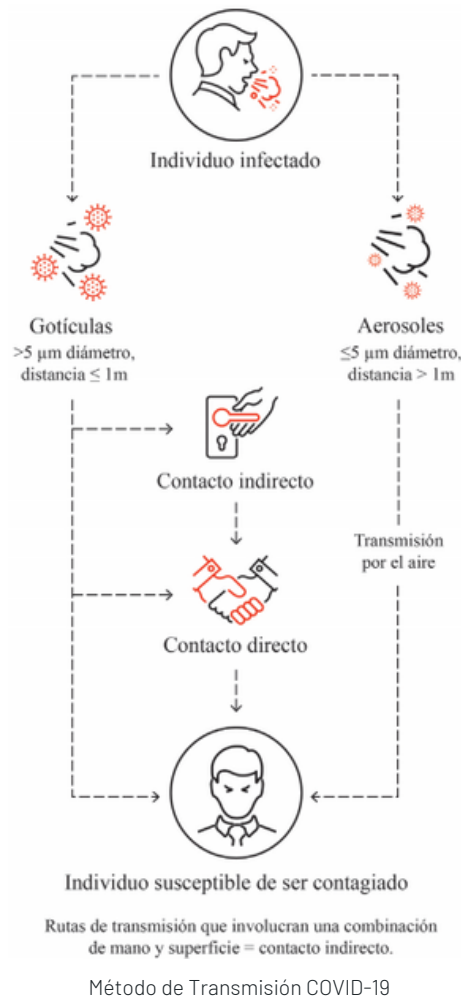 Individuo infectado
Gotículas
>5 µm diámetro,
distancia ≤ 1m
Aerosoles
≤5 µm diámetro,
distancia > 1m
Contacto indirecto
Transmisión
por el aire
Contacto directo
Individuo susceptible de ser contagiado
Rutas de transmisión que involucran una combinación
de mano y superficie = contacto indirecto.
Método de Transmisión COVID-19